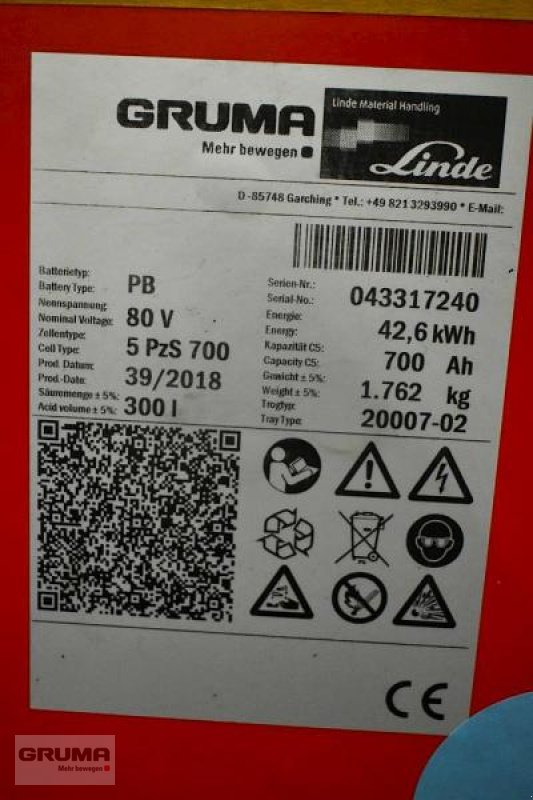 GRUMA
Mehr bewegen
Linde Material Handling
Linde
D-85748 Garching * Tel.: +49 821 3293990 * E-Mail:
Batterietyp:
Battery Type: PB
Nennspannung
Nominal Voltage: 80 V
Zellentype:
Cell Type: 5 PzS 700
Prod. Datum:
Prod.-Date: 39/2018
Säuremenge ± 5%:
Acid volume ± 5%: 300 l
Serien-Nr.:
Serial-No.: 043317240
Energie:
Energy: 42,6 kWh
Kapazität C5:
Capacity C5: 700 Ah
Gewicht ± 5%:
Weight ± 5%: 1.762 kg
Trogtyp:
Tray Type: 20007-02
CE
GRUMA
Mehr bewegen